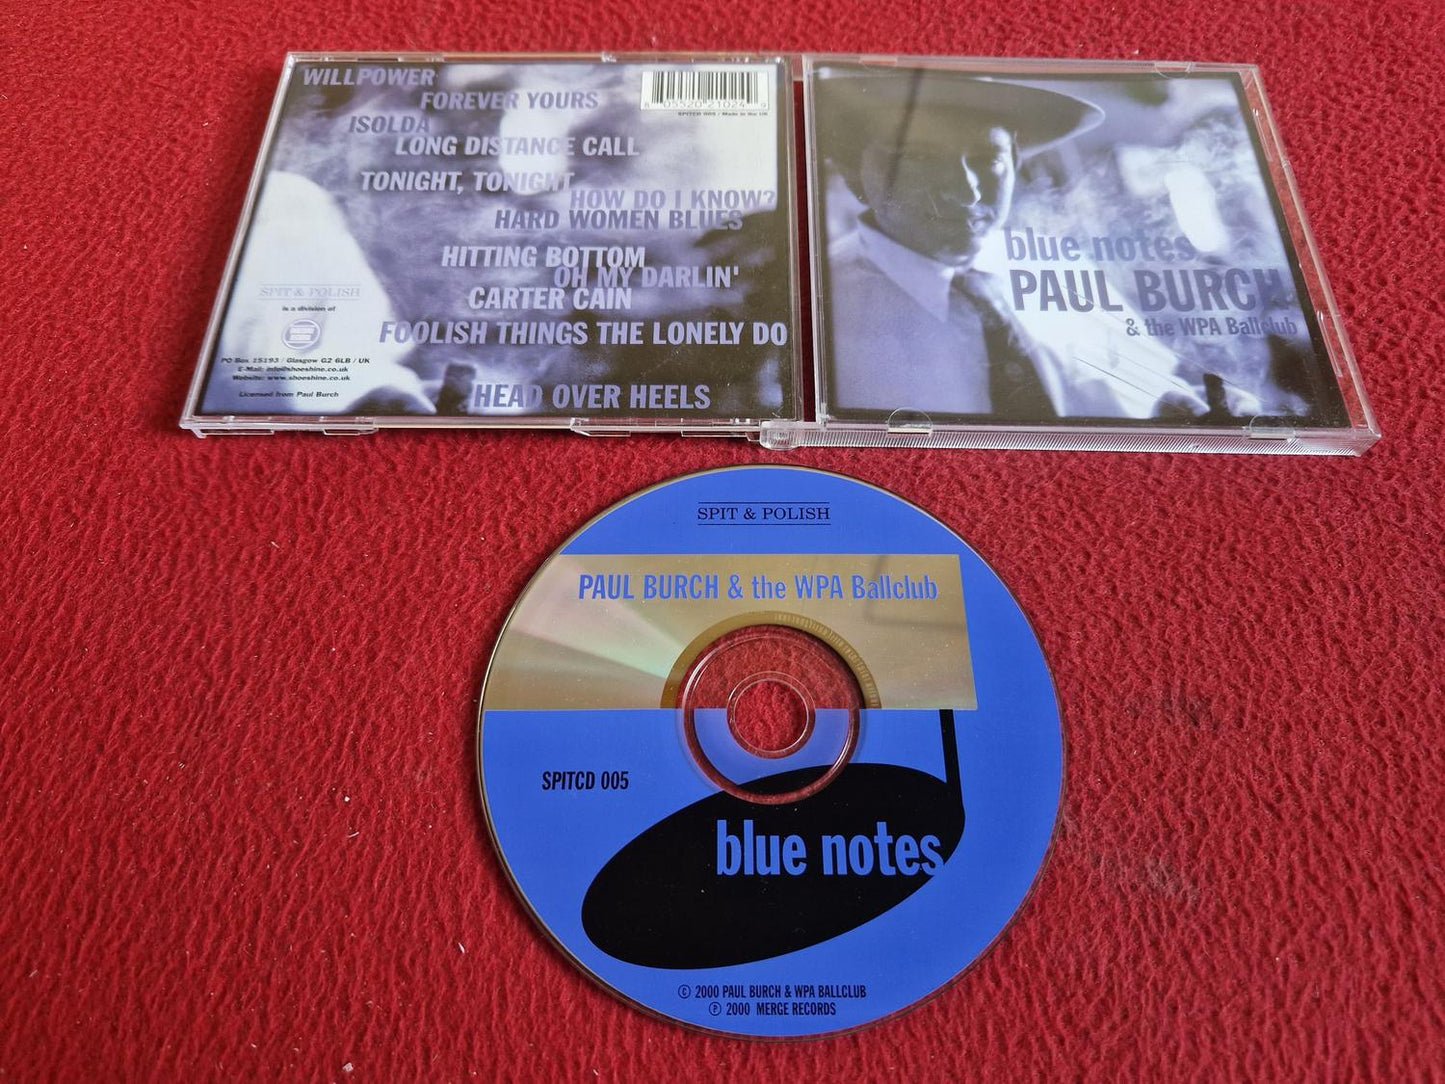 WILLPOWER
FOREVER YOURS
ISOLDA
LONG DISTANCE CALL
TONIGHT, TONIGHT
HOW DO I KNOW?
HARD WOMEN BLUES
HITTING BOTTOM
OH MY DARLIN'
CARTER CAIN
FOOLISH THINGS THE LONELY DO
HEAD OVER HEELS
SPITCD 005 / Made in the UK
SPIT & POLISH
is a division of
PO Box 15193 / Glasgow G2 6LB / UK
E-Mail: info@shoeshine.co.uk
Website: www.shoeshine.co.uk
Licensed from Paul Burch
blue notes
PAUL BURCH
& the WPA Ballclub
SPIT & POLISH
PAUL BURCH & the WPA Ballclub
SPITCD 005
blue notes
© 2000 PAUL BURCH & WPA BALLCLUB
℗ 2000 MERGE RECORDS